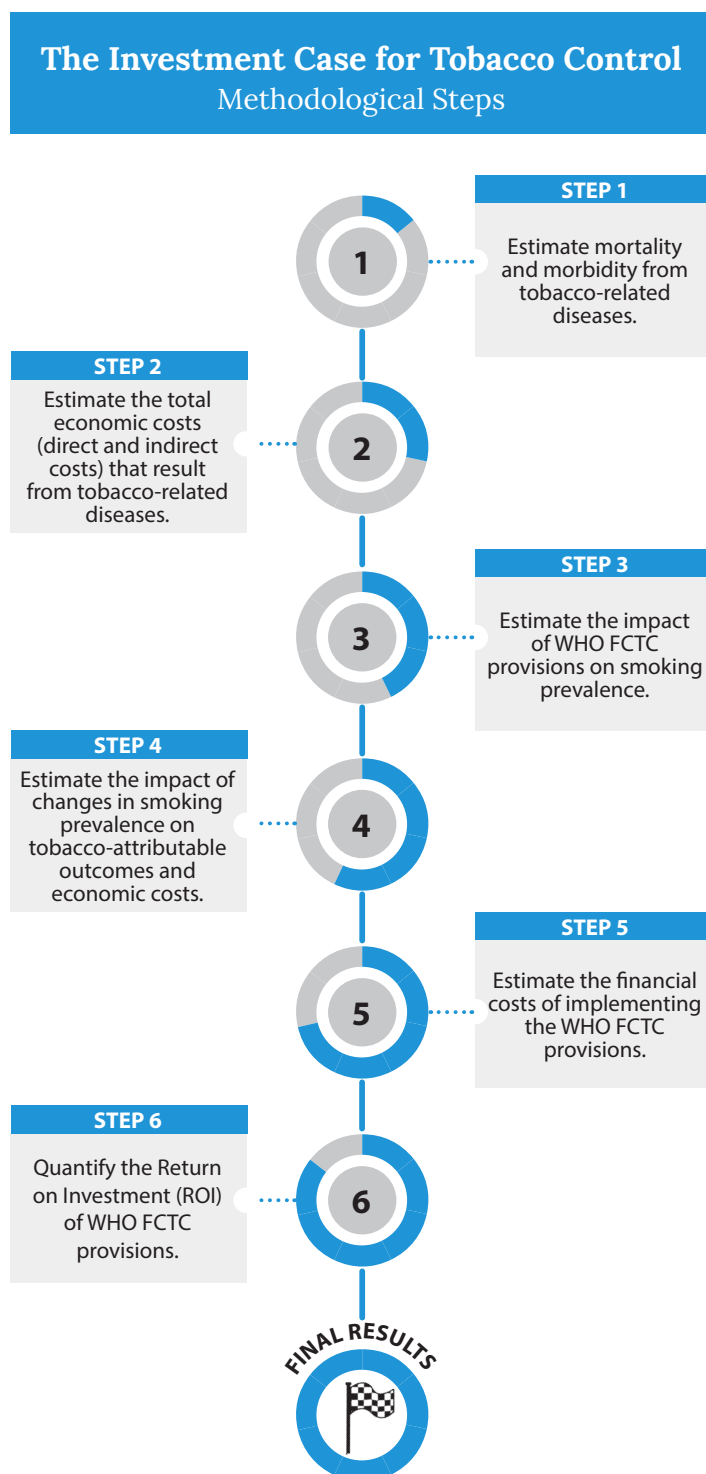 The Investment Case for Tobacco Control
Methodological Steps
1
STEP 1
Estimate mortality
and morbidity from
tobacco-related
diseases.
STEP 2
Estimate the total
economic costs
(direct and indirect
costs) that result
from tobacco-related
diseases.
2
3
STEP 3
Estimate the impact
of WHO FCTC
provisions on smoking
prevalence.
STEP 4
Estimate the impact of
changes in smoking
prevalence on
tobacco-attributable
outcomes and
economic costs.
4
5
STEP 5
Estimate the financial
costs of implementing
the WHO FCTC
provisions.
STEP 6
Quantify the Return
on Investment (ROI)
of WHO FCTC
provisions.
6
FINAL RESULTS